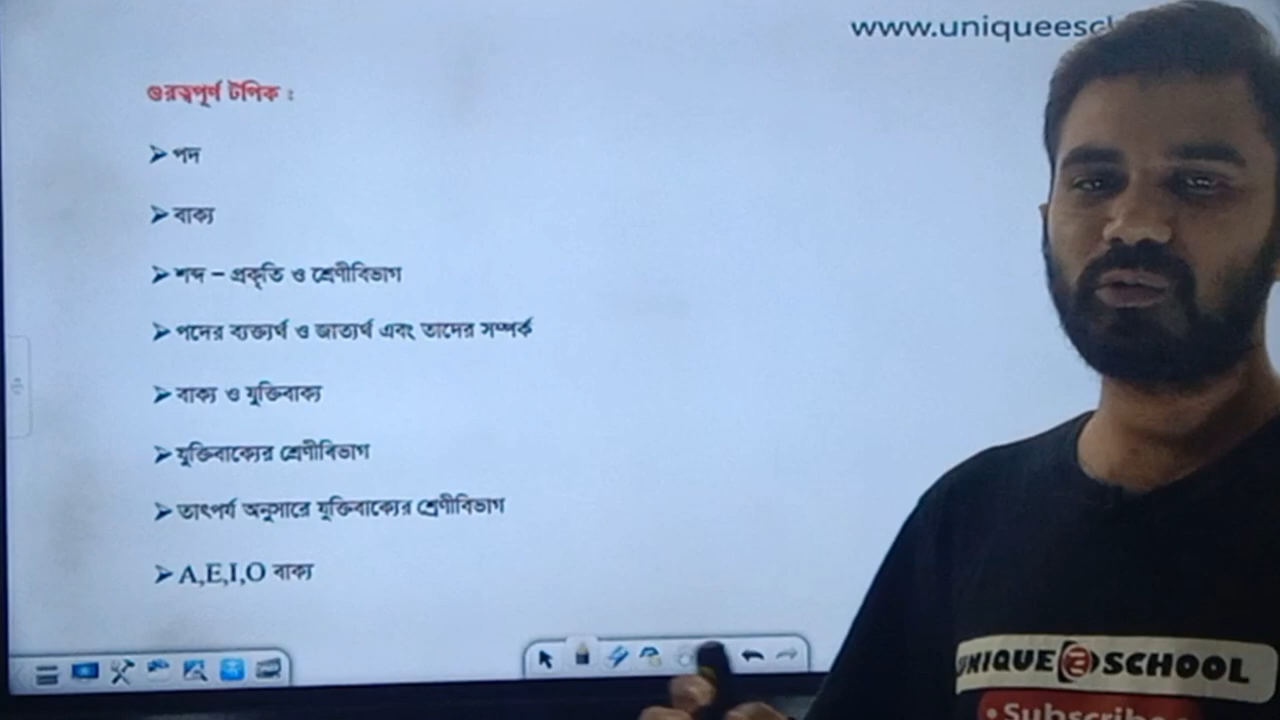 www.uniqueesc
গুরত্বপূর্ণ টপিক :
➤ পদ
➤ বাক্য
➤ শব্দ – প্রকৃতি ও শ্রেণীবিভাগ
➤ পদের ব্যক্ত্যর্থ ও জাত্যর্থ এবং তাদের সম্পর্ক
➤ বাক্য ও যুক্তিবাক্য
➤ যুক্তিবাক্যের শ্রেণীবিভাগ
➤ তাৎপর্য অনুসারে যুক্তিবাক্যের শ্রেণীবিভাগ
➤ A,E,I,O বাক্য
UNIQUE e SCHOOL
• Subscribe